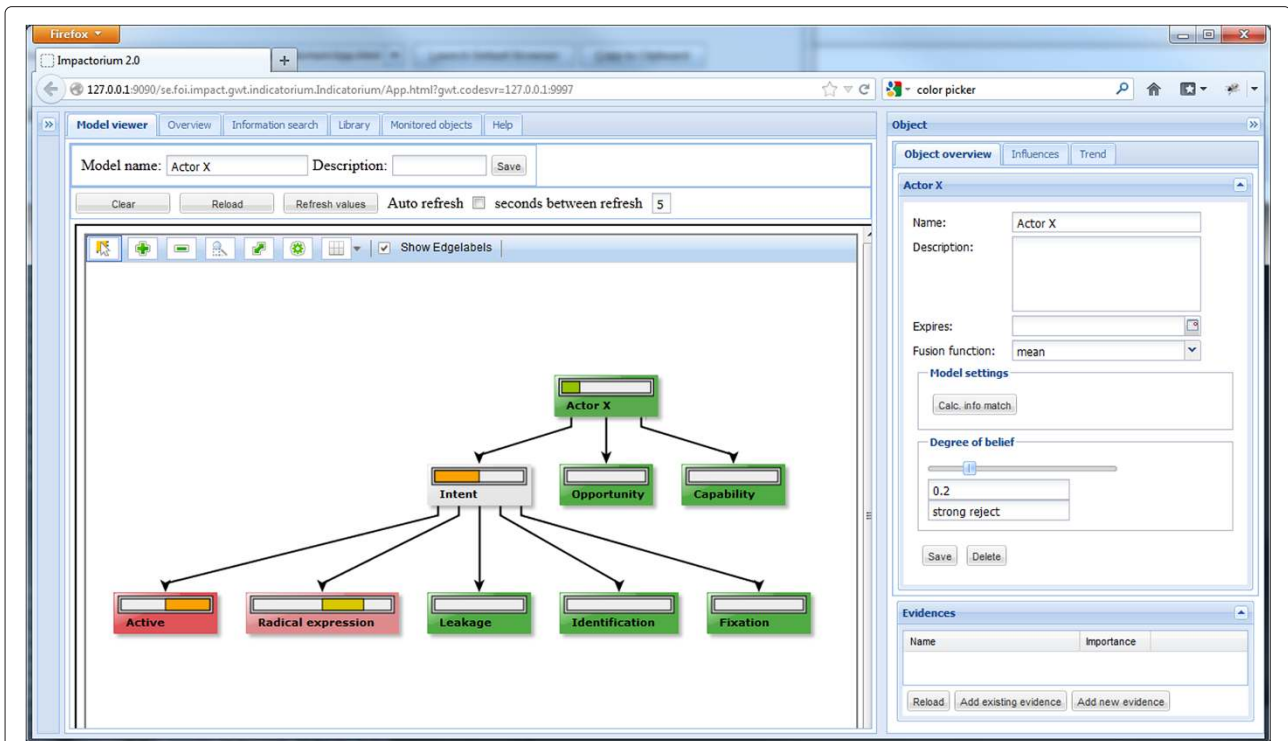 Firefox
Impactorium 2.0
127.0.0.1:9090/se.foi.impact.gwt.indicatorium.Indicatorium/App.html?gwt.codesvr=127.0.0.1:9997
color picker
Model viewer Overview Information search Library Monitored objects Help
Model name: Actor X Description: Save
Clear Reload Refresh values Auto refresh seconds between refresh 5
Show Edgelabels
Actor X
Intent Opportunity Capability
Active Radical expression Leakage Identification Fixation
Object
Object overview Influences Trend
Actor X
Name: Actor X
Description:
Expires:
Fusion function: mean
Model settings
Calc. info match
Degree of belief
0.2
strong reject
Save Delete
Evidences
Name Importance
Reload Add existing evidence Add new evidence